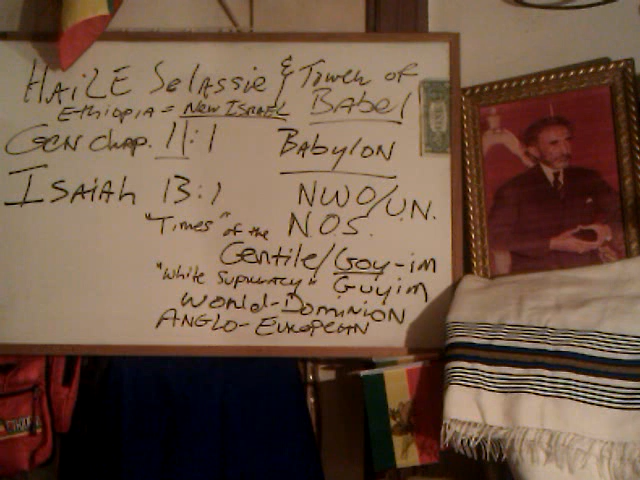 HAiLE Selassie & Tower of
Ethiopia = New ISRAEL Babel
Gen Chap. 11:1 Babylon
ISAiAH 13:1 NWO/U.N.
"Times" of the N.O.S.
Gentile/Goy-im
"White Supremacy" Guyim
World-Dominion
ANGLO-EUROPEAN